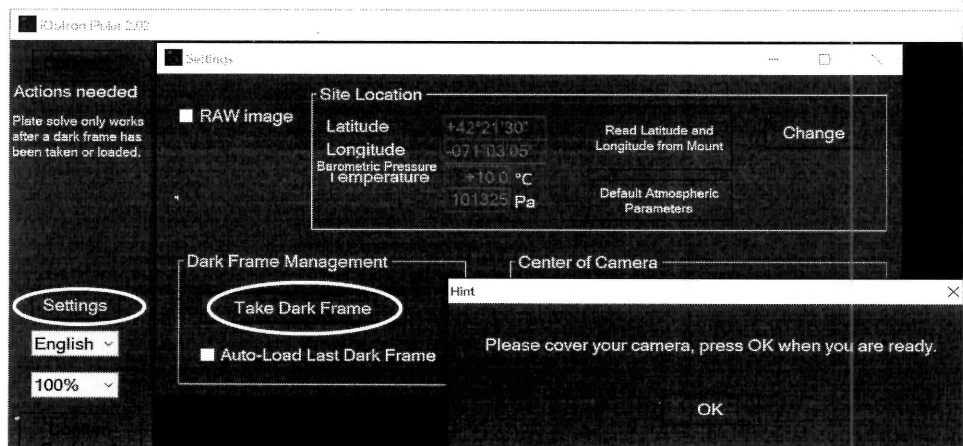 iOptron iPolar
Settings
Actions needed
Plate solve only works
after a dark frame has
been taken or loaded.
Settings
English
100%
RAW image
Site Location
Latitude
+42°21'30"
Longitude
-071°03'05"
Barometric Pressure
Temperature
+10.0 °C
101325 Pa
Read Latitude and
Longitude from Mount
Change
Default Atmospheric
Parameters
Dark Frame Management
Take Dark Frame
Auto-Load Last Dark Frame
Center of Camera
Hint
Please cover your camera, press OK when you are ready.
OK